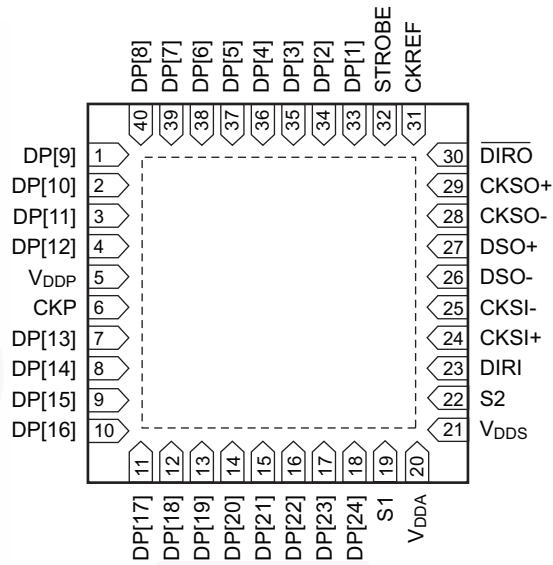 DP[8] DP[7] DP[6] DP[5] DP[4] DP[3] DP[2] DP[1] STROBE CKREF
40 39 38 37 36 35 34 33 32 31
DP[9] 1 30 DIRO
DP[10] 2 29 CKSO+
DP[11] 3 28 CKSO-
DP[12] 4 27 DSO+
VDDP 5 26 DSO-
CKP 6 25 CKSI-
DP[13] 7 24 CKSI+
DP[14] 8 23 DIRI
DP[15] 9 22 S2
DP[16] 10 21 VDDS
11 12 13 14 15 16 17 18 19 20
DP[17] DP[18] DP[19] DP[20] DP[21] DP[22] DP[23] DP[24] S1 VDDA